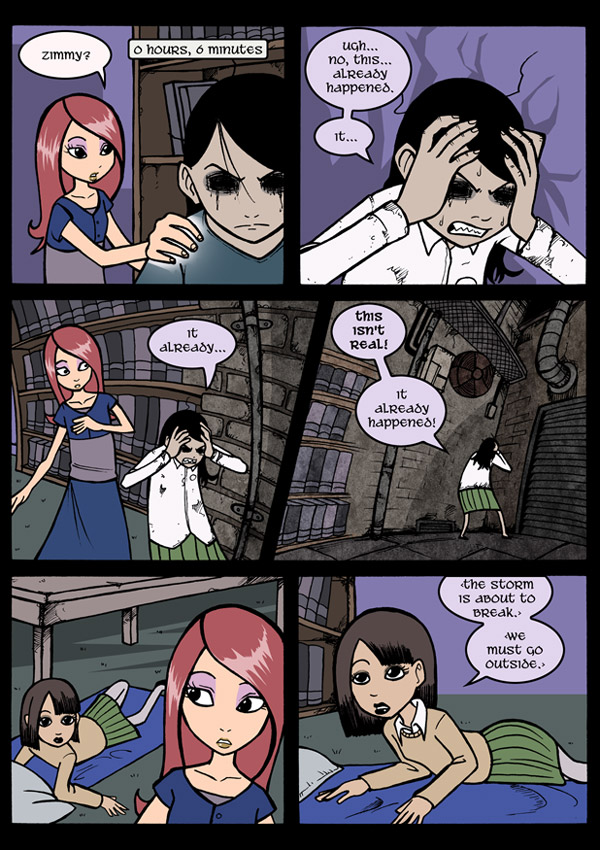 Zimmy?
0 hours, 6 minutes
Ugh...
no, this...
already
happened.
It...
It
already...
This
isn't
real!
It
already
happened!
‹The storm
is about to
break.›
‹We
must go
outside.›